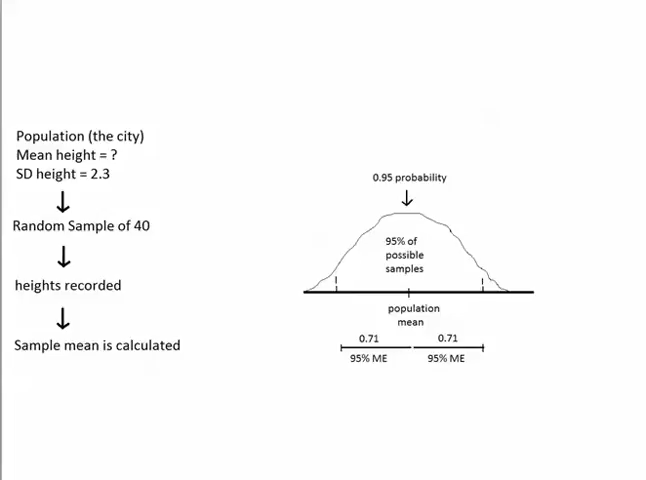 Population (the city)
Mean height = ?
SD height = 2.3
Random Sample of 40
heights recorded
Sample mean is calculated
0.95 probability
95% of
possible
samples
population
mean
0.71 0.71
95% ME 95% ME